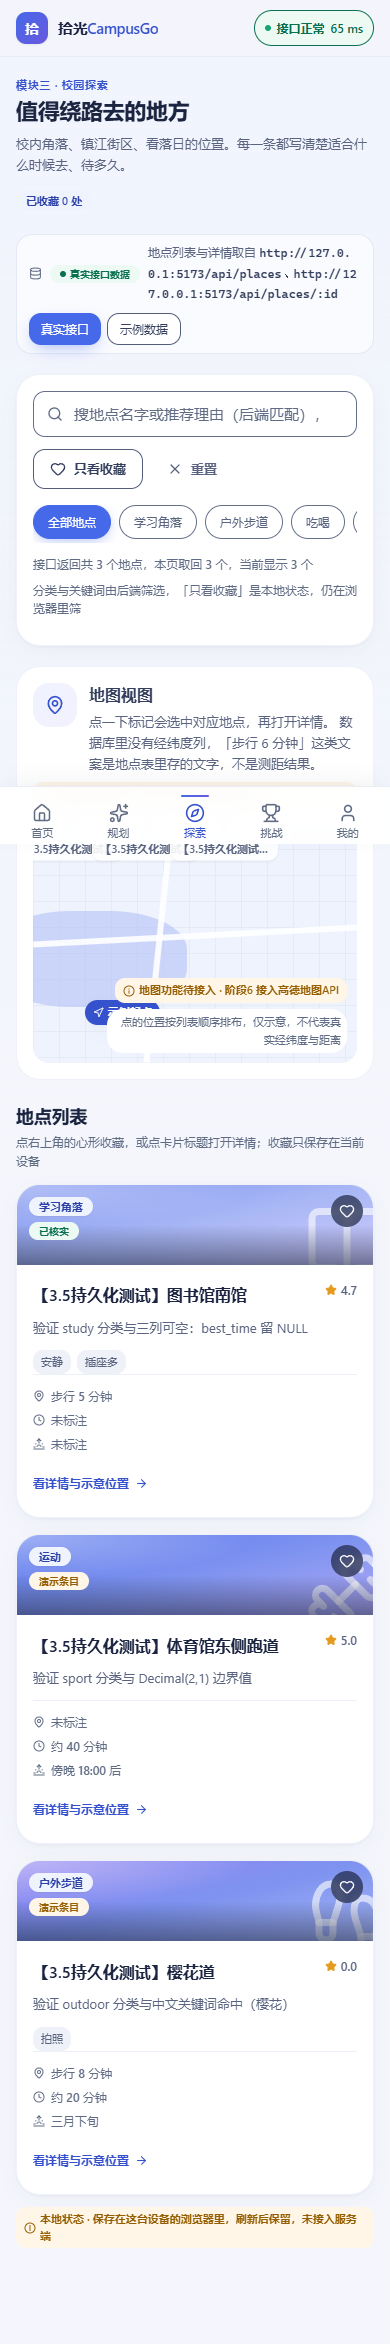 拾
拾光CampusGo
接口正常 65 ms
模块三 · 校园探索
值得绕路去的地方
校内角落、镇江街区、看落日的位置。每一条都写清楚适合什
么时候去、待多久。
已收藏 0 处
真实接口数据
地点列表与详情取自 http://127.0.
0.1:5173/api/places、http://12
7.0.0.1:5173/api/places/:id
真实接口
示例数据
搜地点名字或推荐理由（后端匹配），
只看收藏
重置
全部地点
学习角落
户外步道
吃喝
接口返回共 3 个地点，本页取回 3 个，当前显示 3 个
分类与关键词由后端筛选，「只看收藏」是本地状态，仍在浏
览器里筛
地图视图
点一下标记会选中对应地点，再打开详情。 数
据库里没有经纬度列，「步行 6 分钟」这类文
案是地点表里存的文字，不是测距结果。
首页
规划
探索
挑战
我的
3.5持久化测
【3.5持久化测
【3.5持久化测试...
地图功能待接入 · 阶段6 接入高德地图API
点的位置按列表顺序排布，仅示意，不代表真
实经纬度与距离
地点列表
点右上角的心形收藏，或点卡片标题打开详情；收藏只保存在当前
设备
学习角落
已核实
【3.5持久化测试】图书馆南馆
4.7
验证 study 分类与三列可空：best_time 留 NULL
安静
插座多
步行 5 分钟
未标注
未标注
看详情与示意位置
运动
演示条目
【3.5持久化测试】体育馆东侧跑道
5.0
验证 sport 分类与 Decimal(2,1) 边界值
未标注
约 40 分钟
傍晚 18:00 后
看详情与示意位置
户外步道
演示条目
【3.5持久化测试】樱花道
0.0
验证 outdoor 分类与中文关键词命中（樱花）
拍照
步行 8 分钟
约 20 分钟
三月下旬
看详情与示意位置
本地状态 · 保存在这台设备的浏览器里，刷新后保留，未接入服务
端